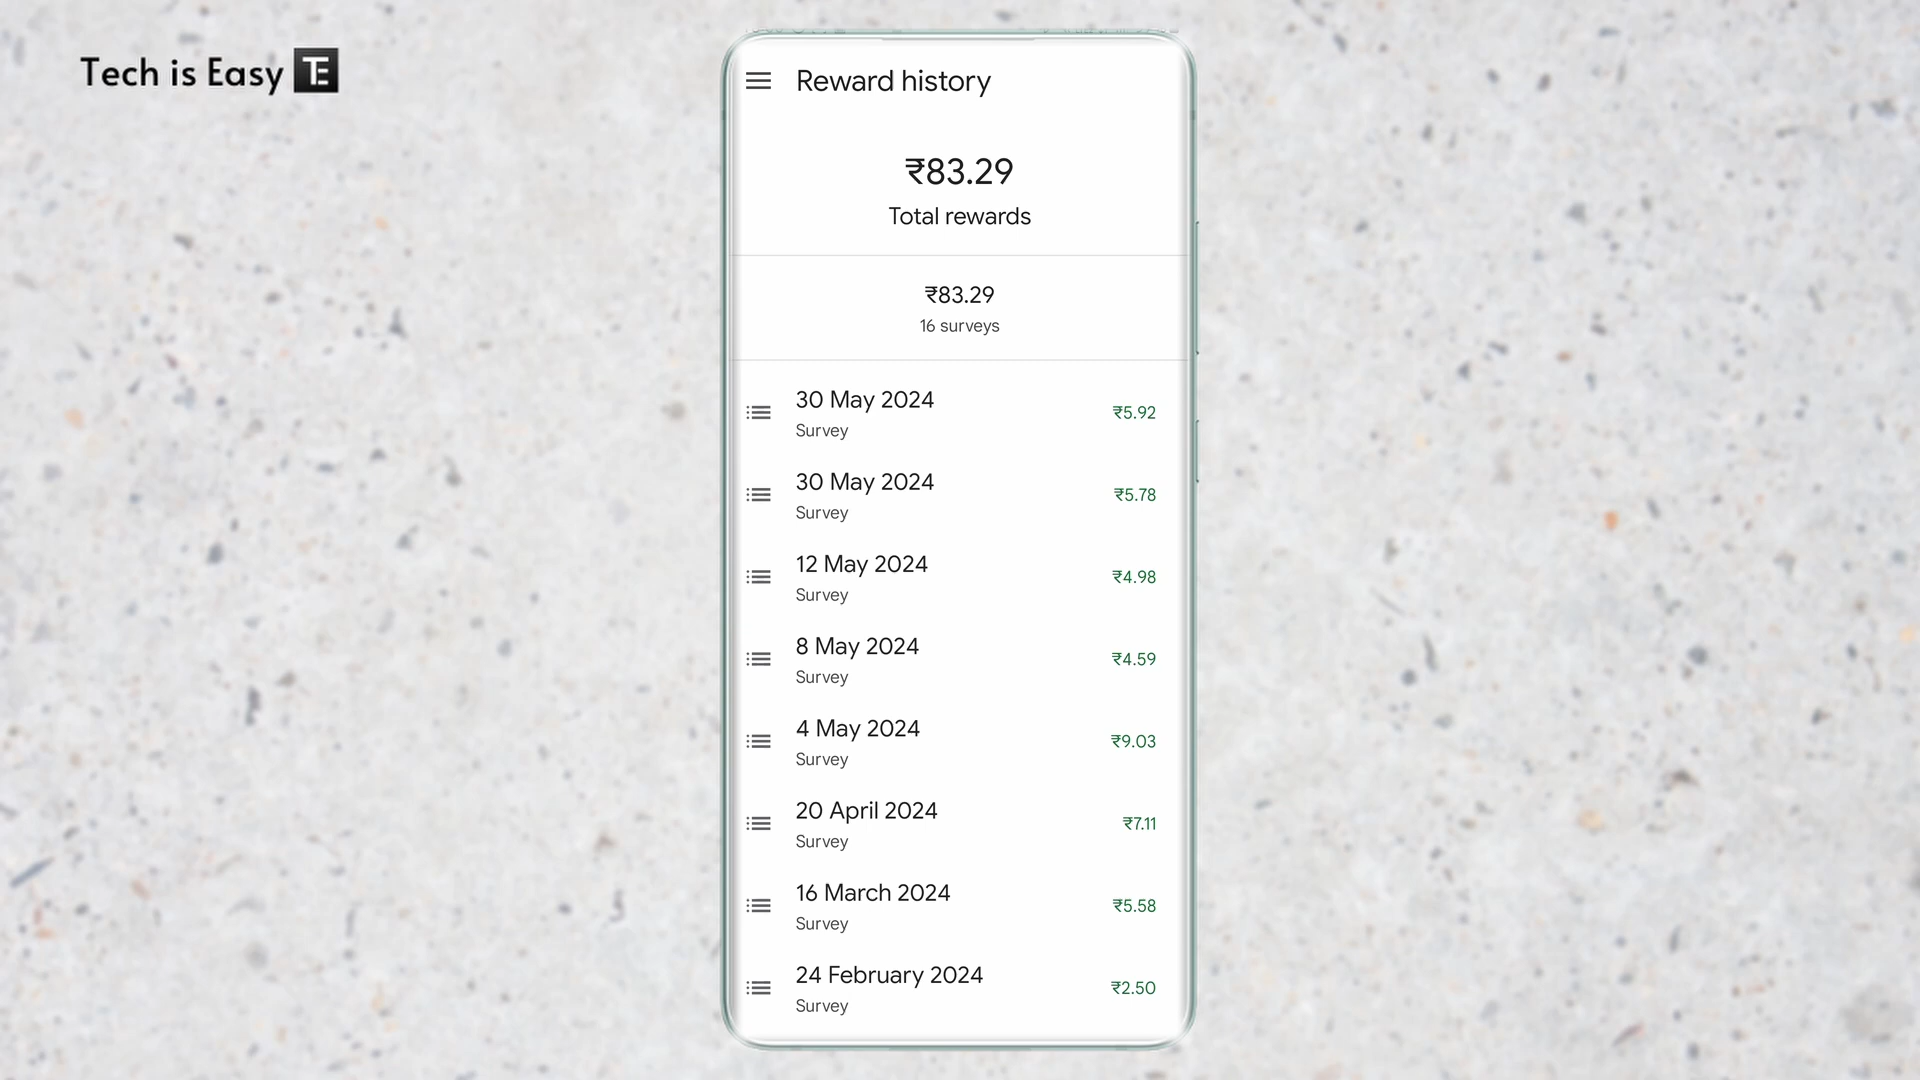 Tech is Easy TE
Reward history
₹83.29
Total rewards
₹83.29
16 surveys
30 May 2024
₹5.92
Survey
30 May 2024
₹5.78
Survey
12 May 2024
₹4.98
Survey
8 May 2024
₹4.59
Survey
4 May 2024
₹9.03
Survey
20 April 2024
₹7.11
Survey
16 March 2024
₹5.58
Survey
24 February 2024
₹2.50
Survey